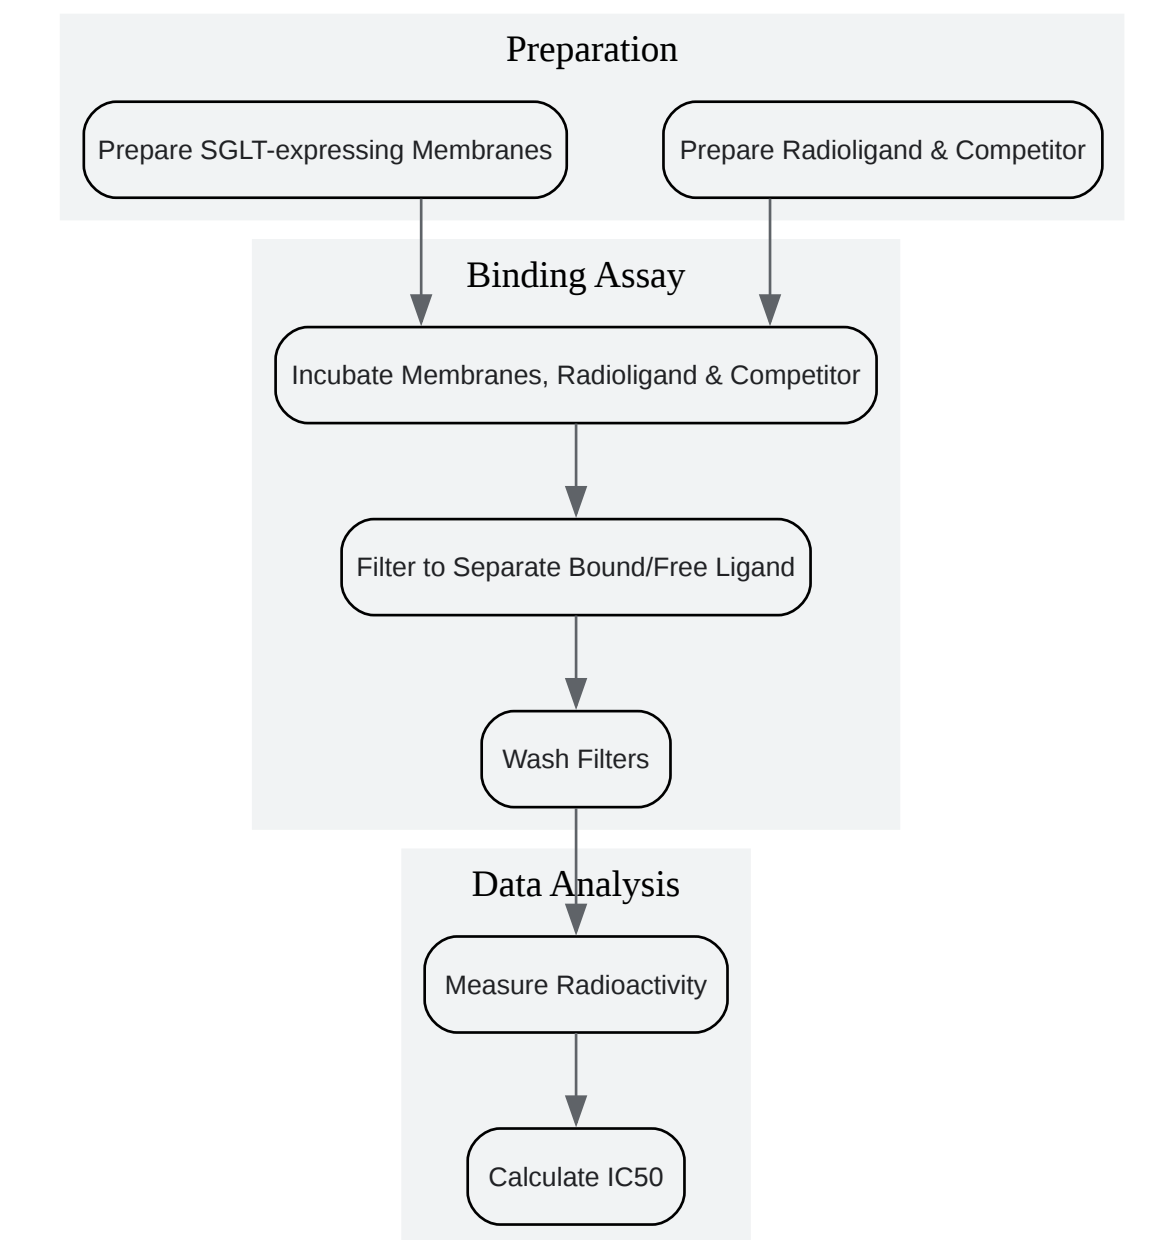 Preparation
Prepare SGLT-expressing Membranes
Prepare Radioligand & Competitor
Binding Assay
Incubate Membranes, Radioligand & Competitor
Filter to Separate Bound/Free Ligand
Wash Filters
Data Analysis
Measure Radioactivity
Calculate IC50